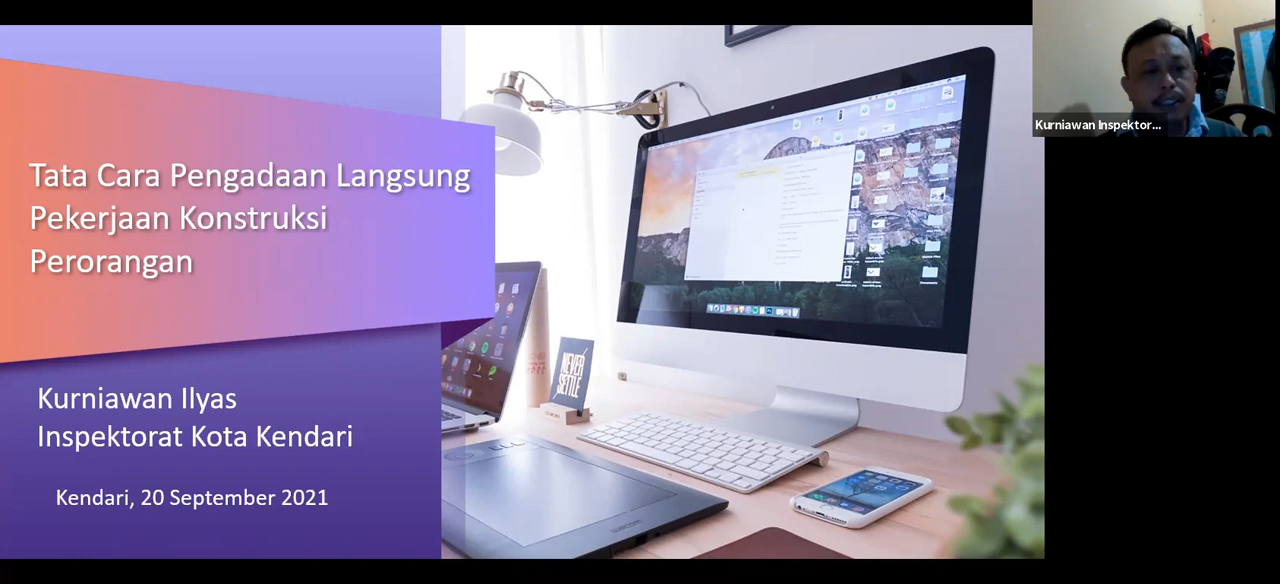 Tata Cara Pengadaan Langsung
Pekerjaan Konstruksi
Perorangan
Kurniawan Ilyas
Inspektorat Kota Kendari
Kendari, 20 September 2021
NEVER
SETTLE
wacom
Kurniawan Inspektor...